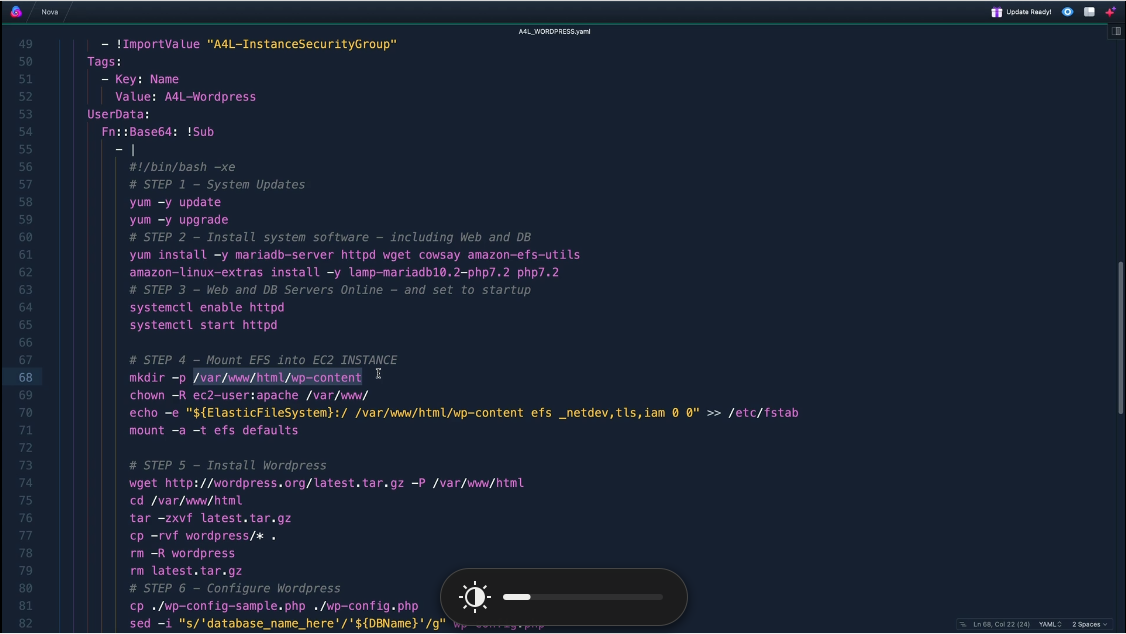 Nova
Update Ready!
A4L_WORDPRESS.yaml
49 - !ImportValue "A4L-InstanceSecurityGroup"
50 Tags:
51 - Key: Name
52 Value: A4L-Wordpress
53 UserData:
54 Fn::Base64: !Sub
55 - |
56 #!/bin/bash -xe
57 # STEP 1 - System Updates
58 yum -y update
59 yum -y upgrade
60 # STEP 2 - Install system software - including Web and DB
61 yum install -y mariadb-server httpd wget cowsay amazon-efs-utils
62 amazon-linux-extras install -y lamp-mariadb10.2-php7.2 php7.2
63 # STEP 3 - Web and DB Servers Online - and set to startup
64 systemctl enable httpd
65 systemctl start httpd
66
67 # STEP 4 - Mount EFS into EC2 INSTANCE
68 mkdir -p /var/www/html/wp-content
69 chown -R ec2-user:apache /var/www/
70 echo -e "${ElasticFileSystem}:/ /var/www/html/wp-content efs _netdev,tls,iam 0 0" >> /etc/fstab
71 mount -a -t efs defaults
72
73 # STEP 5 - Install Wordpress
74 wget http://wordpress.org/latest.tar.gz -P /var/www/html
75 cd /var/www/html
76 tar -zxvf latest.tar.gz
77 cp -rvf wordpress/* .
78 rm -R wordpress
79 rm latest.tar.gz
80 # STEP 6 - Configure Wordpress
81 cp ./wp-config-sample.php ./wp-config.php
82 sed -i "s/'database_name_here'/'${DBName}'/g" wp-config.php
Ln 68, Col 22 (24) YAML 2 Spaces